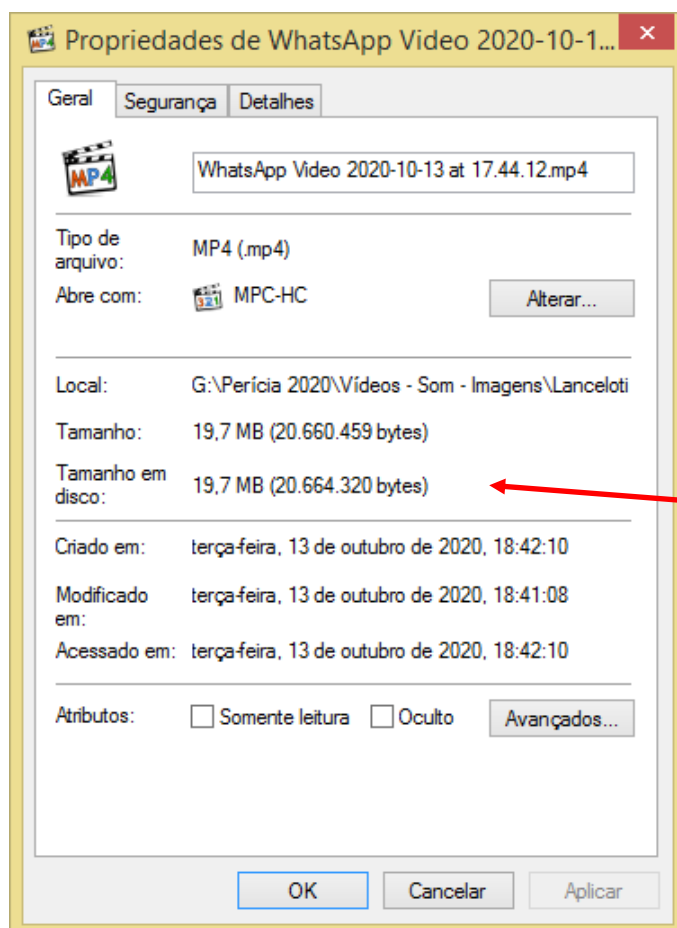 Propriedades de WhatsApp Video 2020-10-1...
Geral Segurança Detalhes
MP4
WhatsApp Video 2020-10-13 at 17.44.12.mp4
Tipo de
arquivo:
MP4 (.mp4)
Abre com:
321
MPC-HC
Alterar...
Local:
G:\Perícia 2020\Vídeos - Som - Imagens\Lanceloti
Tamanho:
19,7 MB (20.660.459 bytes)
Tamanho em
disco:
19,7 MB (20.664.320 bytes)
Criado em:
terça-feira, 13 de outubro de 2020, 18:42:10
Modificado
em:
terça-feira, 13 de outubro de 2020, 18:41:08
Acessado em:
terça-feira, 13 de outubro de 2020, 18:42:10
Atributos:
Somente leitura
Oculto
Avançados...
OK
Cancelar
Aplicar